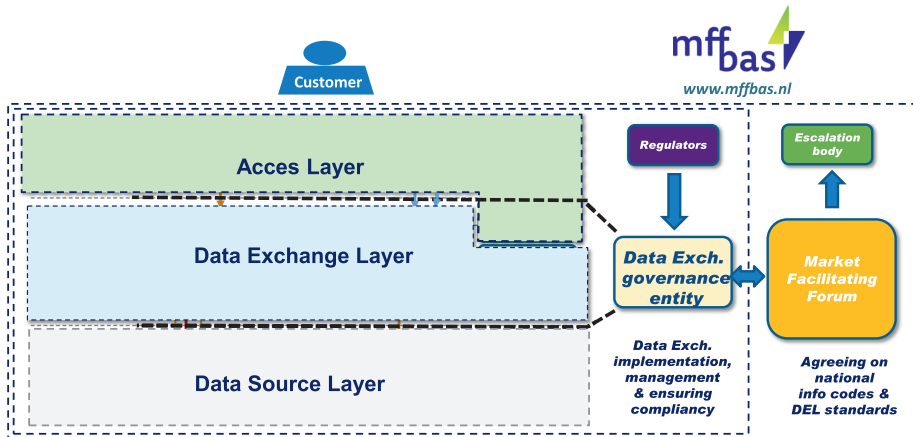 mff
bas
www.mffbas.nl
Customer
Acces Layer
Data Exchange Layer
Data Source Layer
Regulators
Data Exch.
governance
entity
Data Exch.
implementation,
management
& ensuring
compliancy
Escalation
body
Market
Facilitating
Forum
Agreeing on
national
info codes &
DEL standards